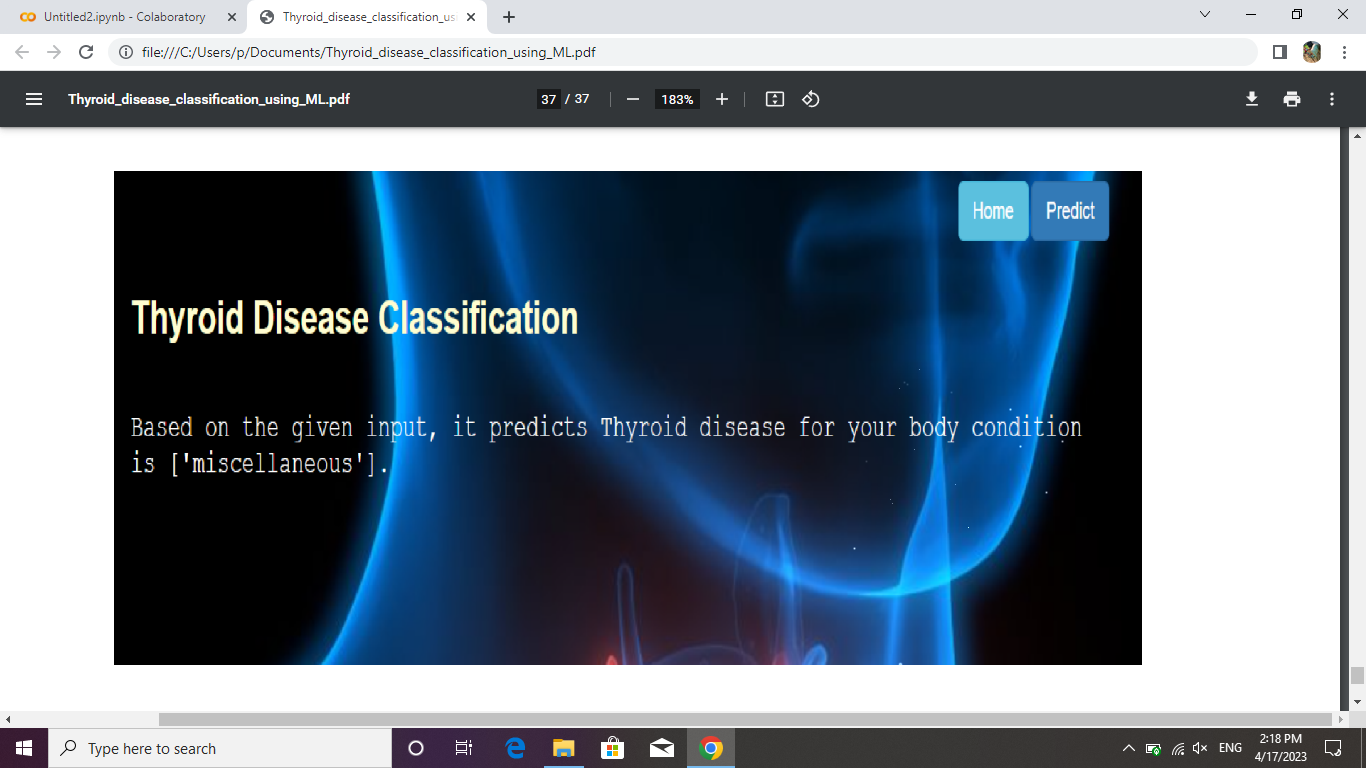 Untitled2.ipynb - Colaboratory
Thyroid_disease_classification_us
file:///C:/Users/p/Documents/Thyroid_disease_classification_using_ML.pdf
Thyroid_disease_classification_using_ML.pdf
37 / 37
183%
Home
Predict
Thyroid Disease Classification
Based on the given input, it predicts Thyroid disease for your body condition
is ['miscellaneous'].
Type here to search
ENG
2:18 PM
4/17/2023